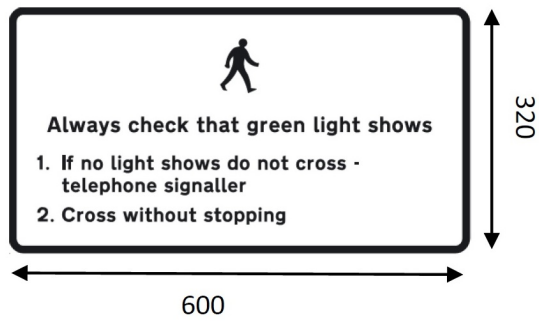 Always check that green light shows
1. If no light shows do not cross -
telephone signaller
2. Cross without stopping
320
600